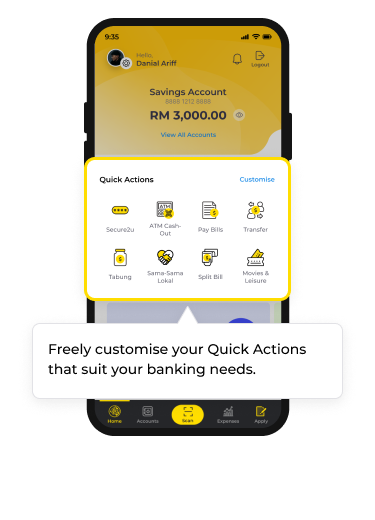 9:35
Hello,
Danial Ariff
Logout
Savings Account
8888 1212 8888
RM 3,000.00
View All Accounts
Quick Actions
Customise
Secure2u
ATM Cash-
Out
Pay Bills
Transfer
Tabung
Sama-Sama
Lokal
Split Bill
Movies &
Leisure
Freely customise your Quick Actions
that suit your banking needs.
Home
Accounts
Scan
Expenses
Apply